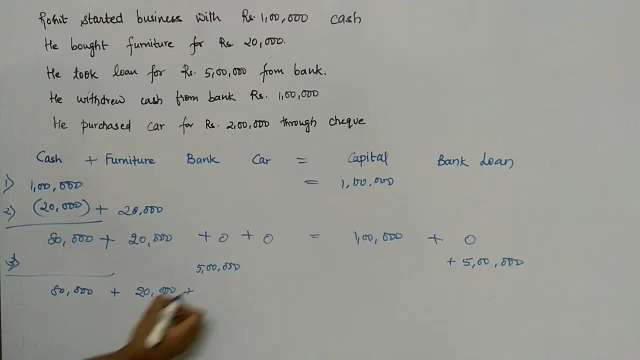 Rohit started business with Rs. 1,00,000 cash
He bought furniture for Rs 20,000.
He took loan for Rs. 5,00,000 from bank.
He withdrew cash from bank Rs. 1,00,000
He purchased car for Rs. 2,00,000 through cheque
Cash + Furniture Bank Car = Capital Bank Loan
1) 1,00,000 = 1,00,000
2) (20,000) + 20,000
80,000 + 20,000 + 0 + 0 = 1,00,000 + 0
3) 5,00,000 + 5,00,000
80,000 + 20,000 +